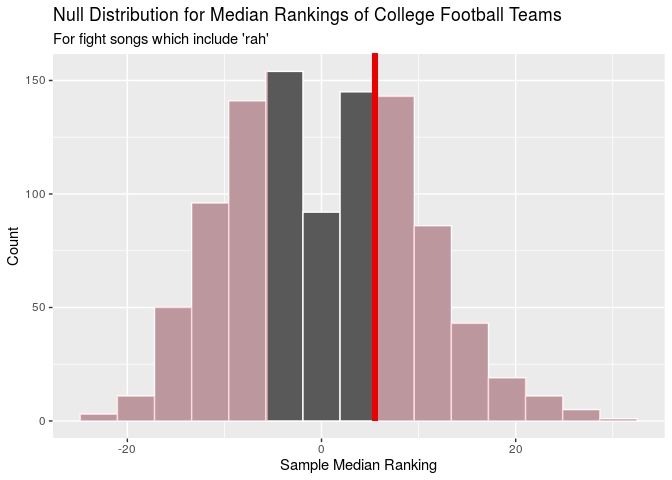 Null Distribution for Median Rankings of College Football Teams
For fight songs which include 'rah'
150
100
50
0
Count
-20
0
20
Sample Median Ranking